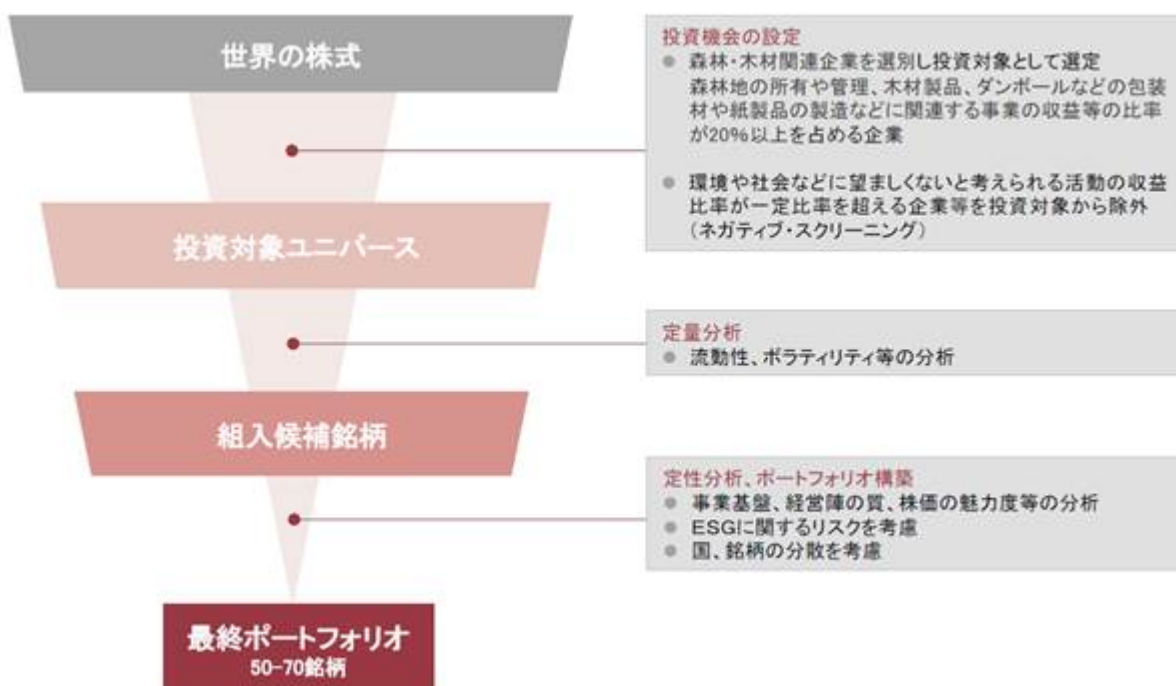 世界の株式
投資機会の設定
● 森林・木材関連企業を選別し投資対象として選定
森林地の所有や管理、木材製品、ダンボールなどの包装
材や紙製品の製造などに関連する事業の収益等の比率
が20%以上を占める企業
● 環境や社会などに望ましくないと考えられる活動の収益
比率が一定比率を超える企業等を投資対象から除外
（ネガティブ・スクリーニング）
投資対象ユニバース
定量分析
● 流動性、ボラティリティ等の分析
組入候補銘柄
定性分析、ポートフォリオ構築
● 事業基盤、経営陣の質、株価の魅力度等の分析
● ESGに関するリスクを考慮
● 国、銘柄の分散を考慮
最終ポートフォリオ
50-70銘柄